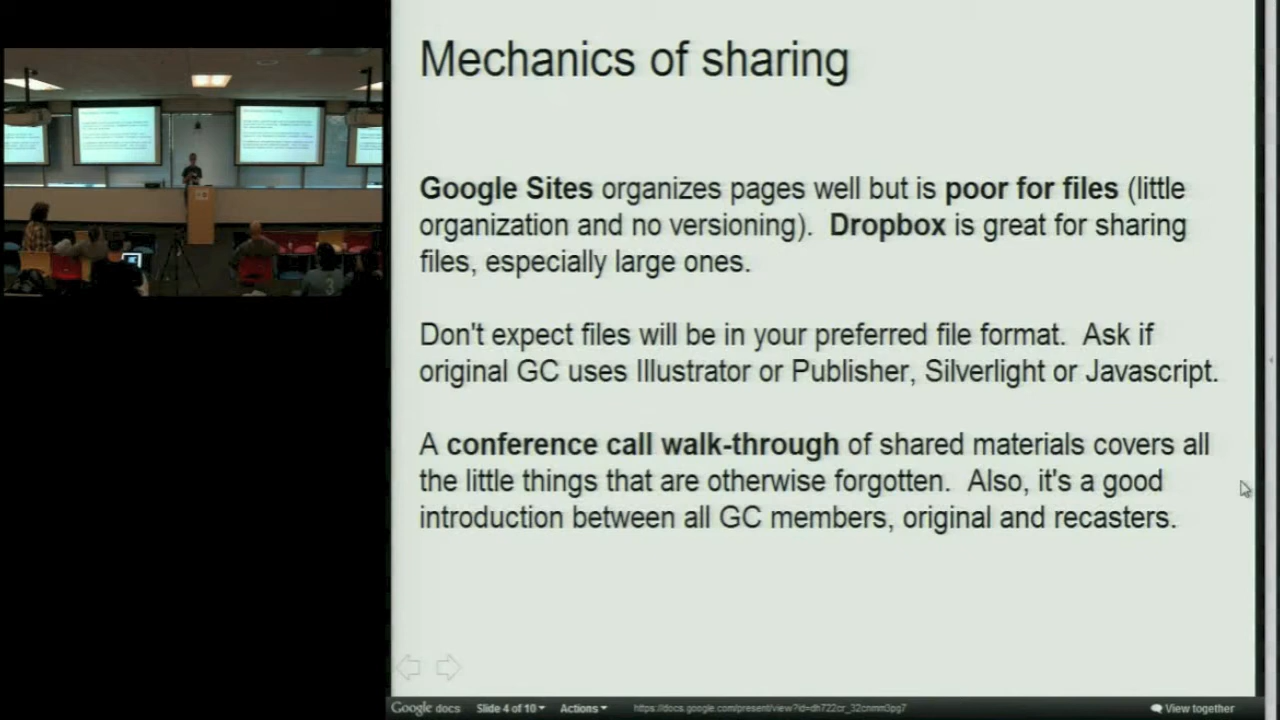 Mechanics of sharing
Google Sites organizes pages well but is poor for files (little
organization and no versioning).  Dropbox is great for sharing
files, especially large ones.
Don't expect files will be in your preferred file format.  Ask if
original GC uses Illustrator or Publisher, Silverlight or Javascript.
A conference call walk-through of shared materials covers all
the little things that are otherwise forgotten.  Also, it's a good
introduction between all GC members, original and recasters.
Google docs Slide 4 of 10 Actions https://docs.google.com/present/view?id=dh722cr_32cnmm3pg7 View together
3